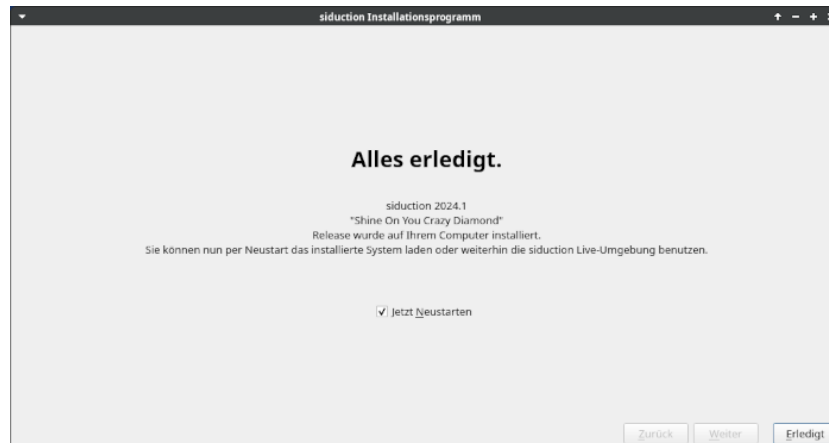 siduction Installationsprogramm
Alles erledigt.
siduction 2024.1
"Shine On You Crazy Diamond"
Release wurde auf Ihrem Computer installiert.
Sie können nun per Neustart das installierte System laden oder weiterhin die siduction Live-Umgebung benutzen.
Jetzt Neustarten
Zurück Weiter Erledigt